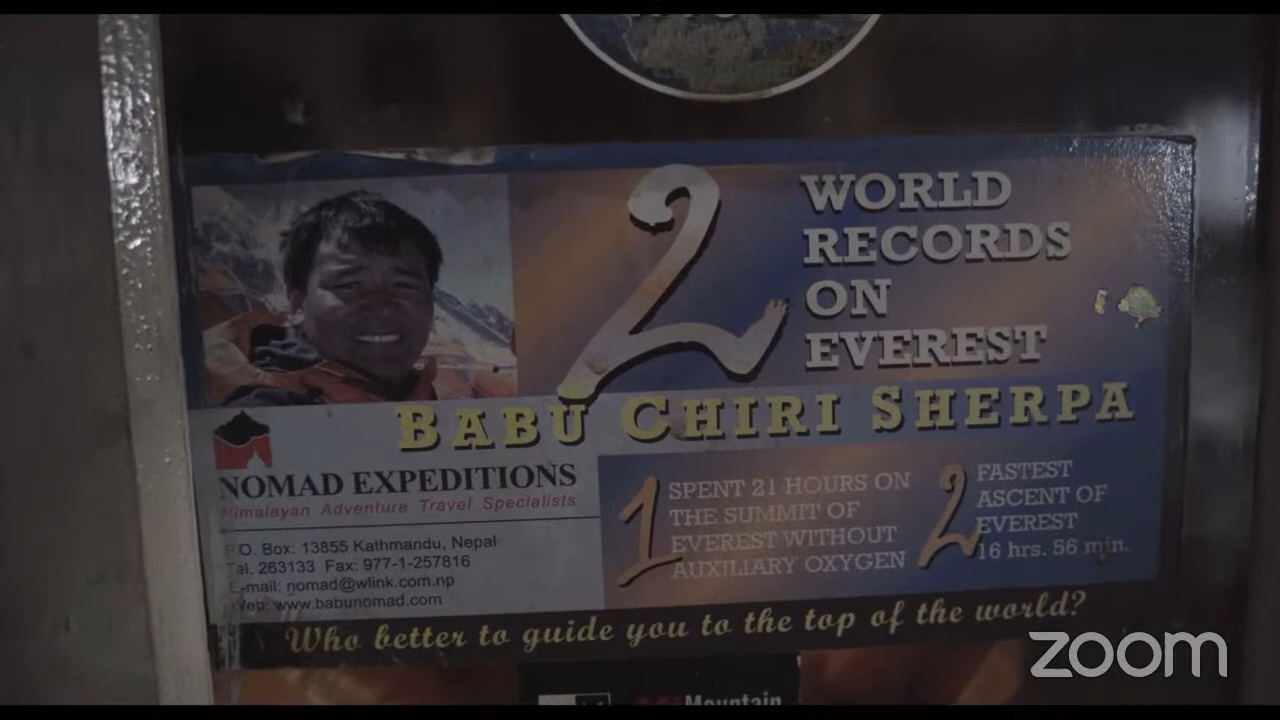 2
WORLD
RECORDS
ON
EVEREST
BABU CHIRI SHERPA
NOMAD EXPEDITIONS
Himalayan Adventure Travel Specialists
P.O. Box: 13855 Kathmandu, Nepal
Tel. 263133 Fax: 977-1-257816
E-mail: nomad@wlink.com.np
Web: www.babunomad.com
1
SPENT 21 HOURS ON
THE SUMMIT OF
EVEREST WITHOUT
AUXILIARY OXYGEN
2
FASTEST
ASCENT OF
EVEREST
16 hrs. 56 min.
Who better to guide you to the top of the world?
zoom
Mountain